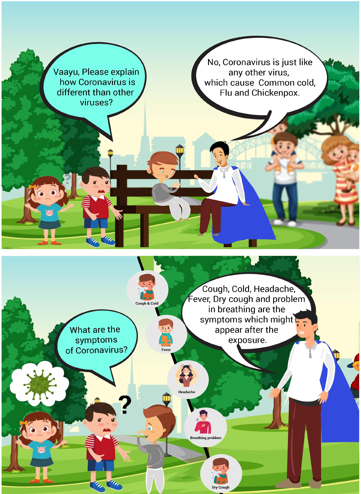 Vaayu, Please explain
how Coronavirus is
different than other
viruses?
No, Coronavirus is just like
any other virus,
which cause Common cold,
Flu and Chickenpox.
Cough & Cold
Fever
Headache
Breathing problem
Dry Cough
What are the
symptoms
of Coronavirus?
?
Cough, Cold, Headache,
Fever, Dry cough and problem
in breathing are the
symptoms which might
appear after the
exposure.